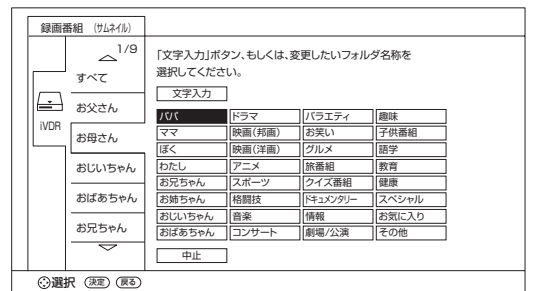 録画番組 (サムネイル)
1/9
すべて
お父さん
お母さん
おじいちゃん
おばあちゃん
お兄ちゃん
iVDR
「文字入力」ボタン、もしくは、変更したいフォルダ名称を
選択してください。
文字入力
パパ ドラマ バラエティ 趣味
ママ 映画(邦画) お笑い 子供番組
ぼく 映画(洋画) グルメ 語学
わたし アニメ 旅番組 教育
お兄ちゃん スポーツ クイズ番組 健康
お姉ちゃん 格闘技 ドキュメンタリー スペシャル
おじいちゃん 音楽 情報 お気に入り
おばあちゃん コンサート 劇場/公演 その他
中止
選択 決定 戻る